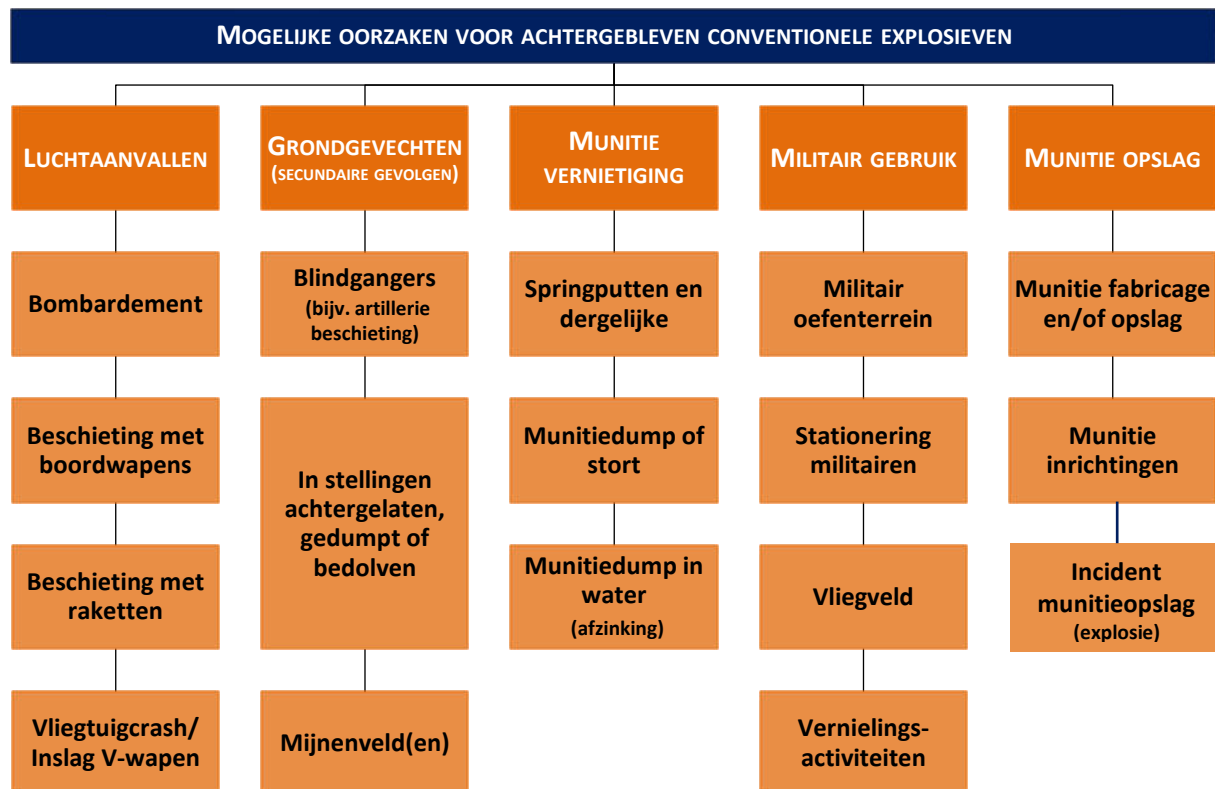 MOGELIJKE OORZAKEN VOOR ACHTERGEBLEVEN CONVENTIONELE EXPLOSIEVEN
LUCHTAANVALLEN
Bombardement
Beschieting met
boordwapens
Beschieting met
raketten
Vliegtuigcrash/
Inslag V-wapen
GRONDGEVECHTEN
(SECUNDAIRE GEVOLGEN)
Blindgangers
(bijv. artillerie
beschieting)
In stellingen
achtergelaten,
gedumpt of
bedolven
Mijnenveld(en)
MUNITIE
VERNIETIGING
Springputten en
dergelijke
Munitiedump of
stort
Munitiedump in
water
(afzinking)
MILITAIR GEBRUIK
Militair
oefenterrein
Stationering
militairen
Vliegveld
Vernielings-
activiteiten
MUNITIE OPSLAG
Munitie fabricage
en/of opslag
Munitie
inrichtingen
Incident
munitieopslag
(explosie)